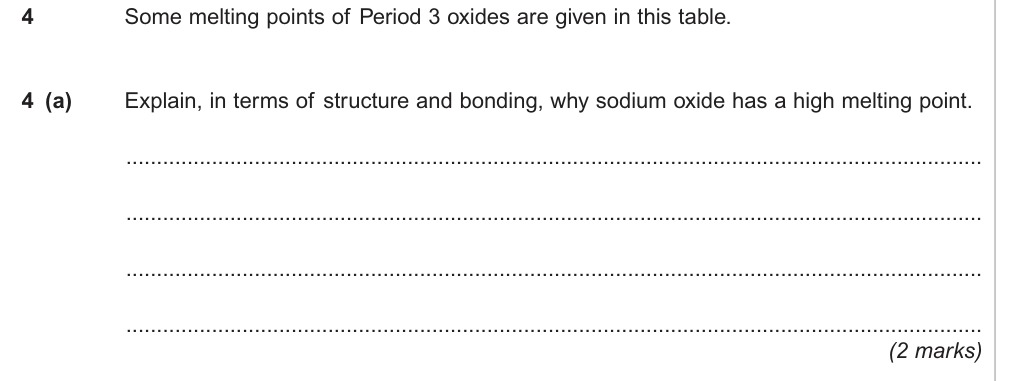 4 Some melting points of Period 3 oxides are given in this table.
4 (a) Explain, in terms of structure and bonding, why sodium oxide has a high melting point.
(2 marks)